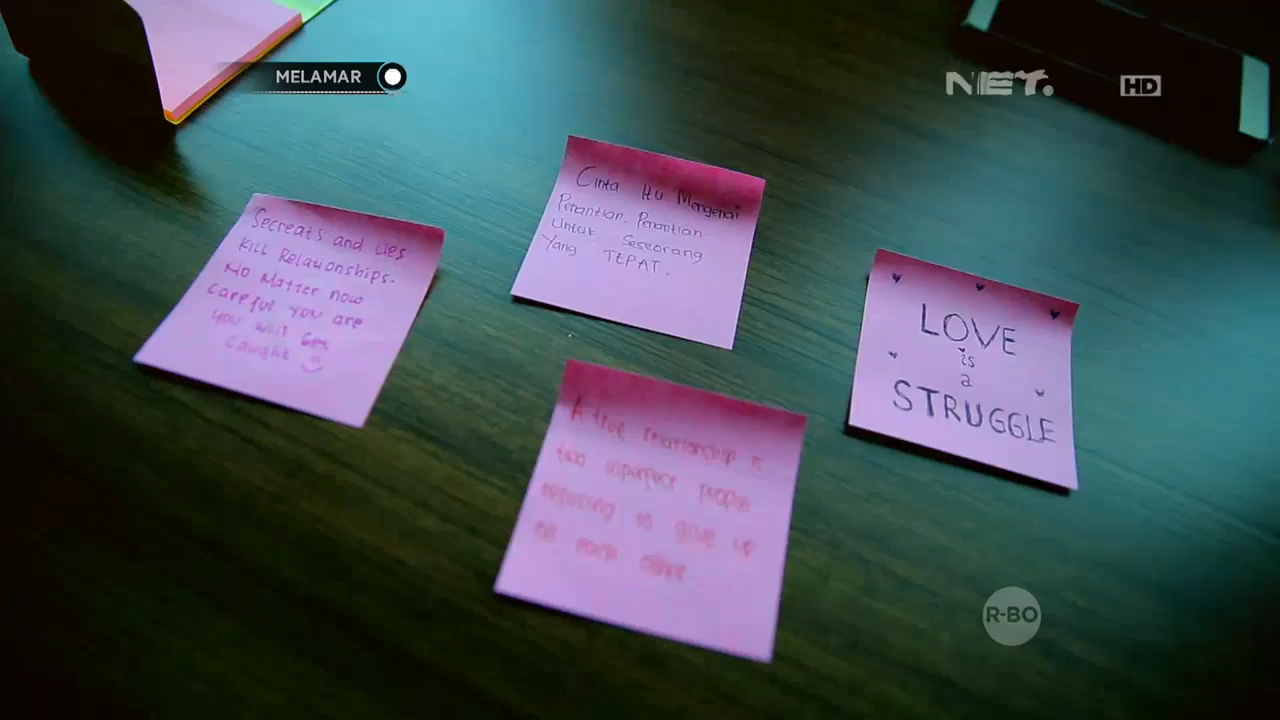 MELAMAR
NET.
HD
Secreats and Lies
Kill Relationships.
No Matter how
careful you are
you will Get
Caught
Cinta Itu Mengenai
Penantian, Penantian
Untuk Seseorang
Yang TEPAT.
LOVE
is
a
STRUGGLE
A true relationship is
two imperfect people
refusing to give up
on each other
R-BO